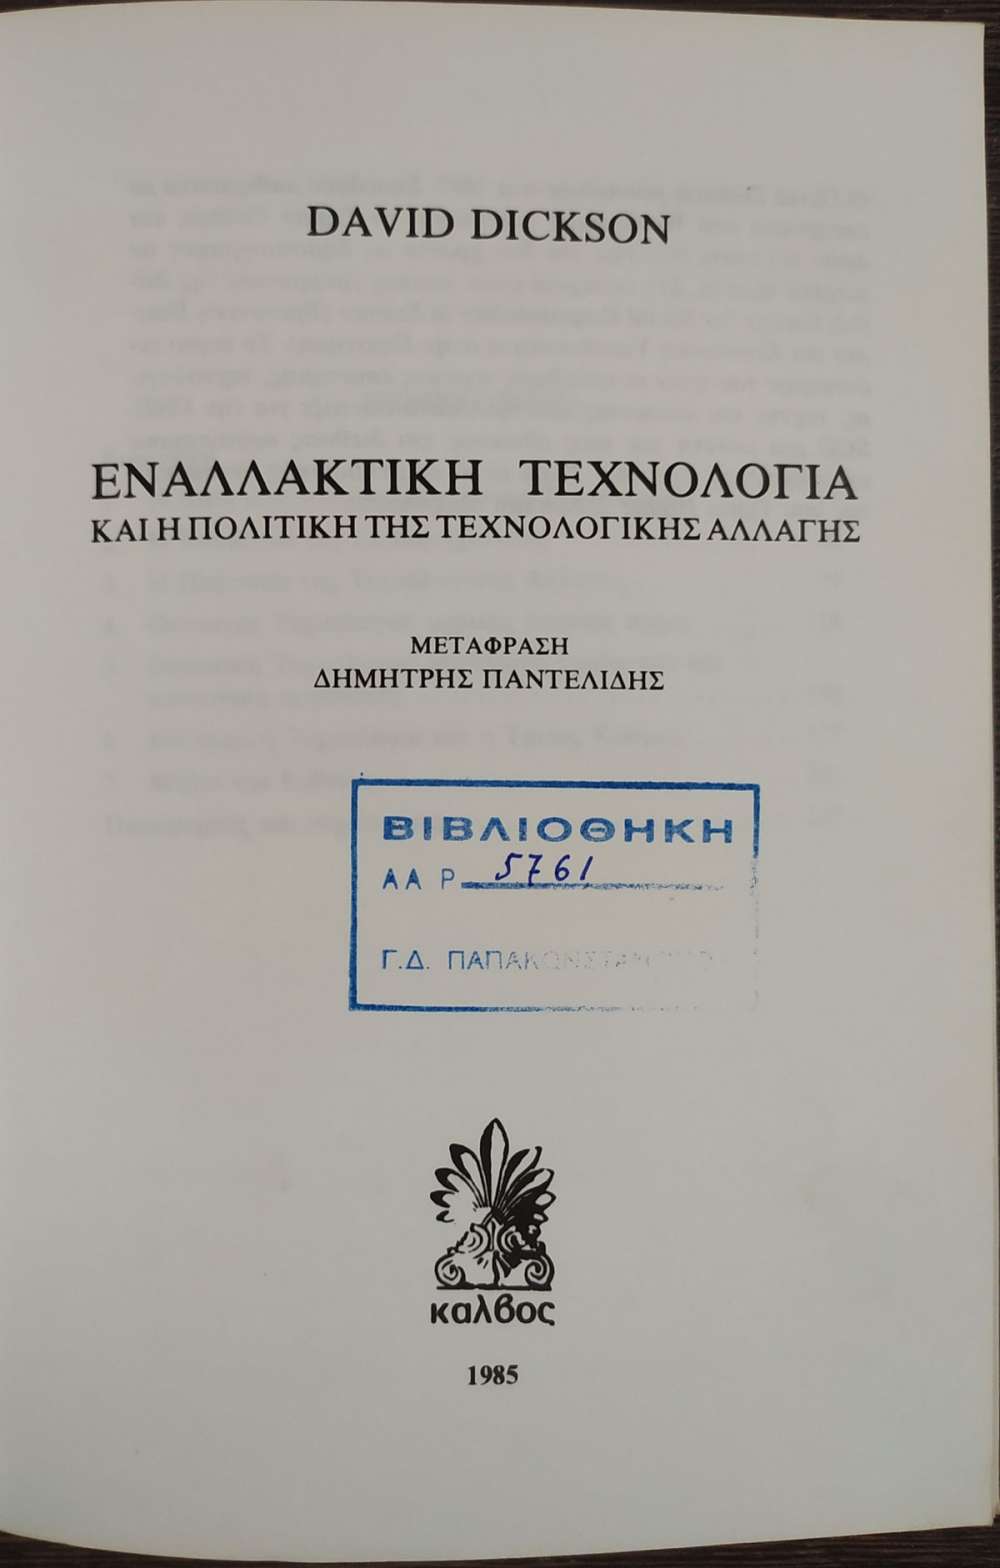 DAVID DICKSON
ΕΝΑΛΛΑΚΤΙΚΗ ΤΕΧΝΟΛΟΓΙΑ
ΚΑΙ Η ΠΟΛΙΤΙΚΗ ΤΗΣ ΤΕΧΝΟΛΟΓΙΚΗΣ ΑΛΛΑΓΗΣ
ΜΕΤΑΦΡΑΣΗ
ΔΗΜΗΤΡΗΣ ΠΑΝΤΕΛΙΔΗΣ
ΒΙΒΛΙΟΘΗΚΗ
ΑΑ Ρ 5761
Γ.Δ.
καλβος
1985